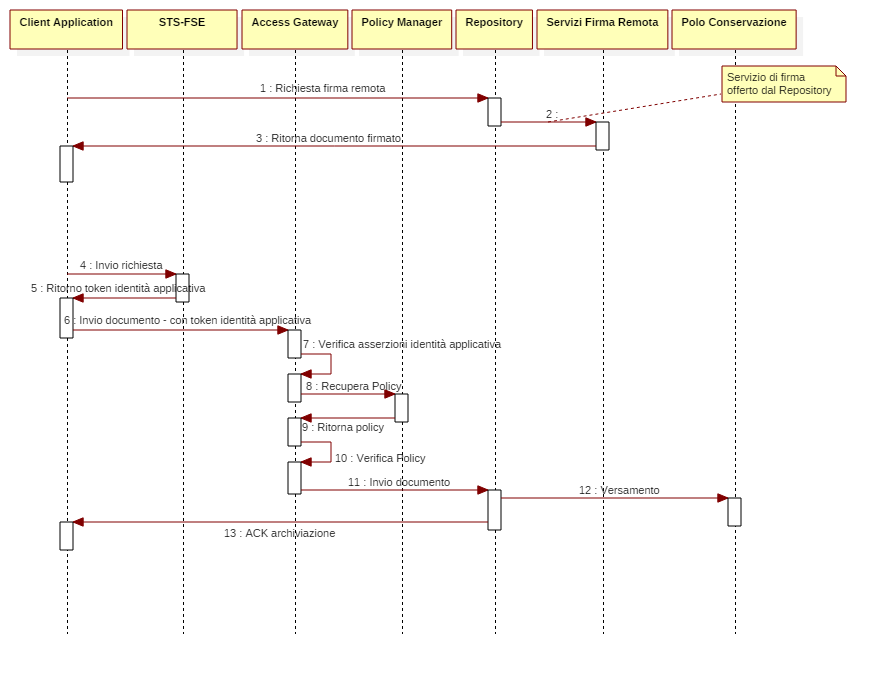 Client Application
STS-FSE
Access Gateway
Policy Manager
Repository
Servizi Firma Remota
Polo Conservazione
Servizio di firma
offerto dal Repository
1 : Richiesta firma remota
2 :
3 : Ritorna documento firmato
4 : Invio richiesta
5 : Ritorno token identità applicativa
6 : Invio documento - con token identità applicativa
7 : Verifica asserzioni identità applicativa
8 : Recupera Policy
9 : Ritorna policy
10 : Verifica Policy
11 : Invio documento
12 : Versamento
13 : ACK archiviazione